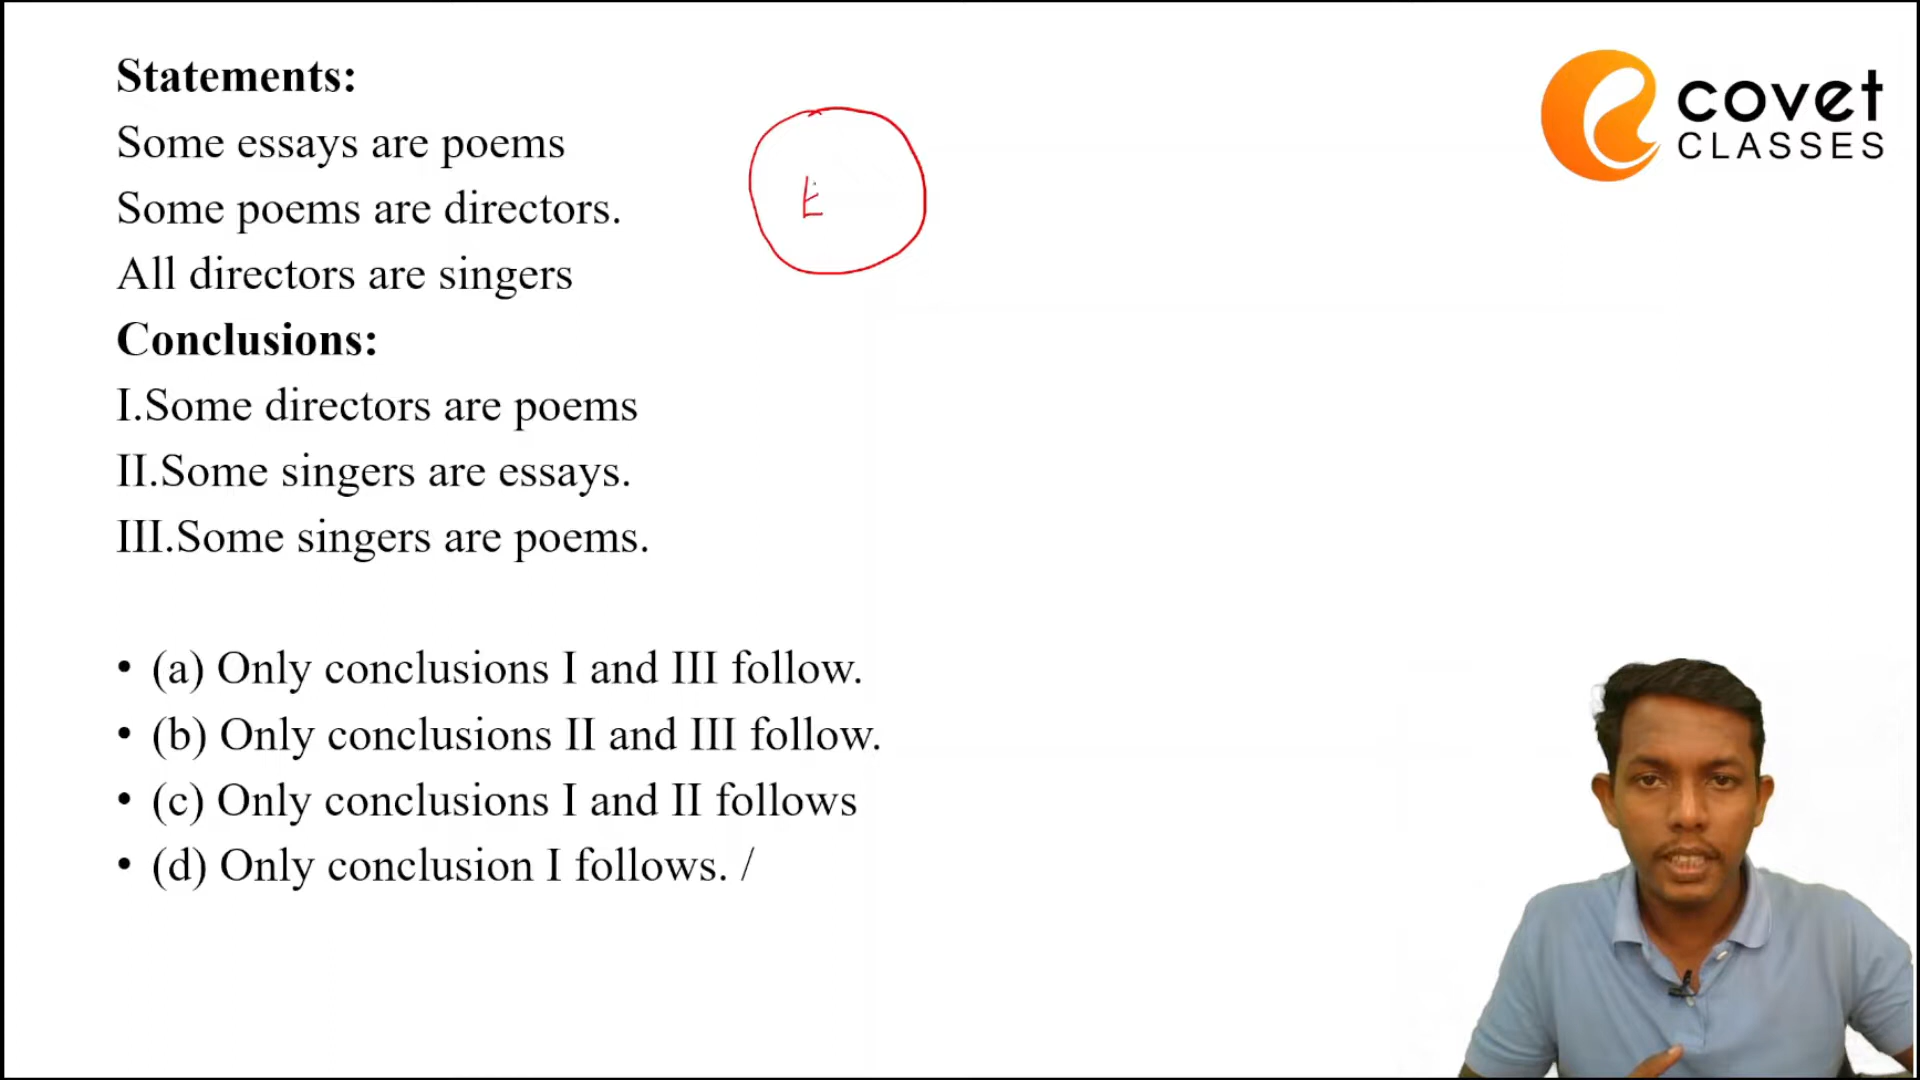 Statements:
Some essays are poems
Some poems are directors.
All directors are singers
Conclusions:
I.Some directors are poems
II.Some singers are essays.
III.Some singers are poems.
• (a) Only conclusions I and III follow.
• (b) Only conclusions II and III follow.
• (c) Only conclusions I and II follows
• (d) Only conclusion I follows. /
E
covet
CLASSES